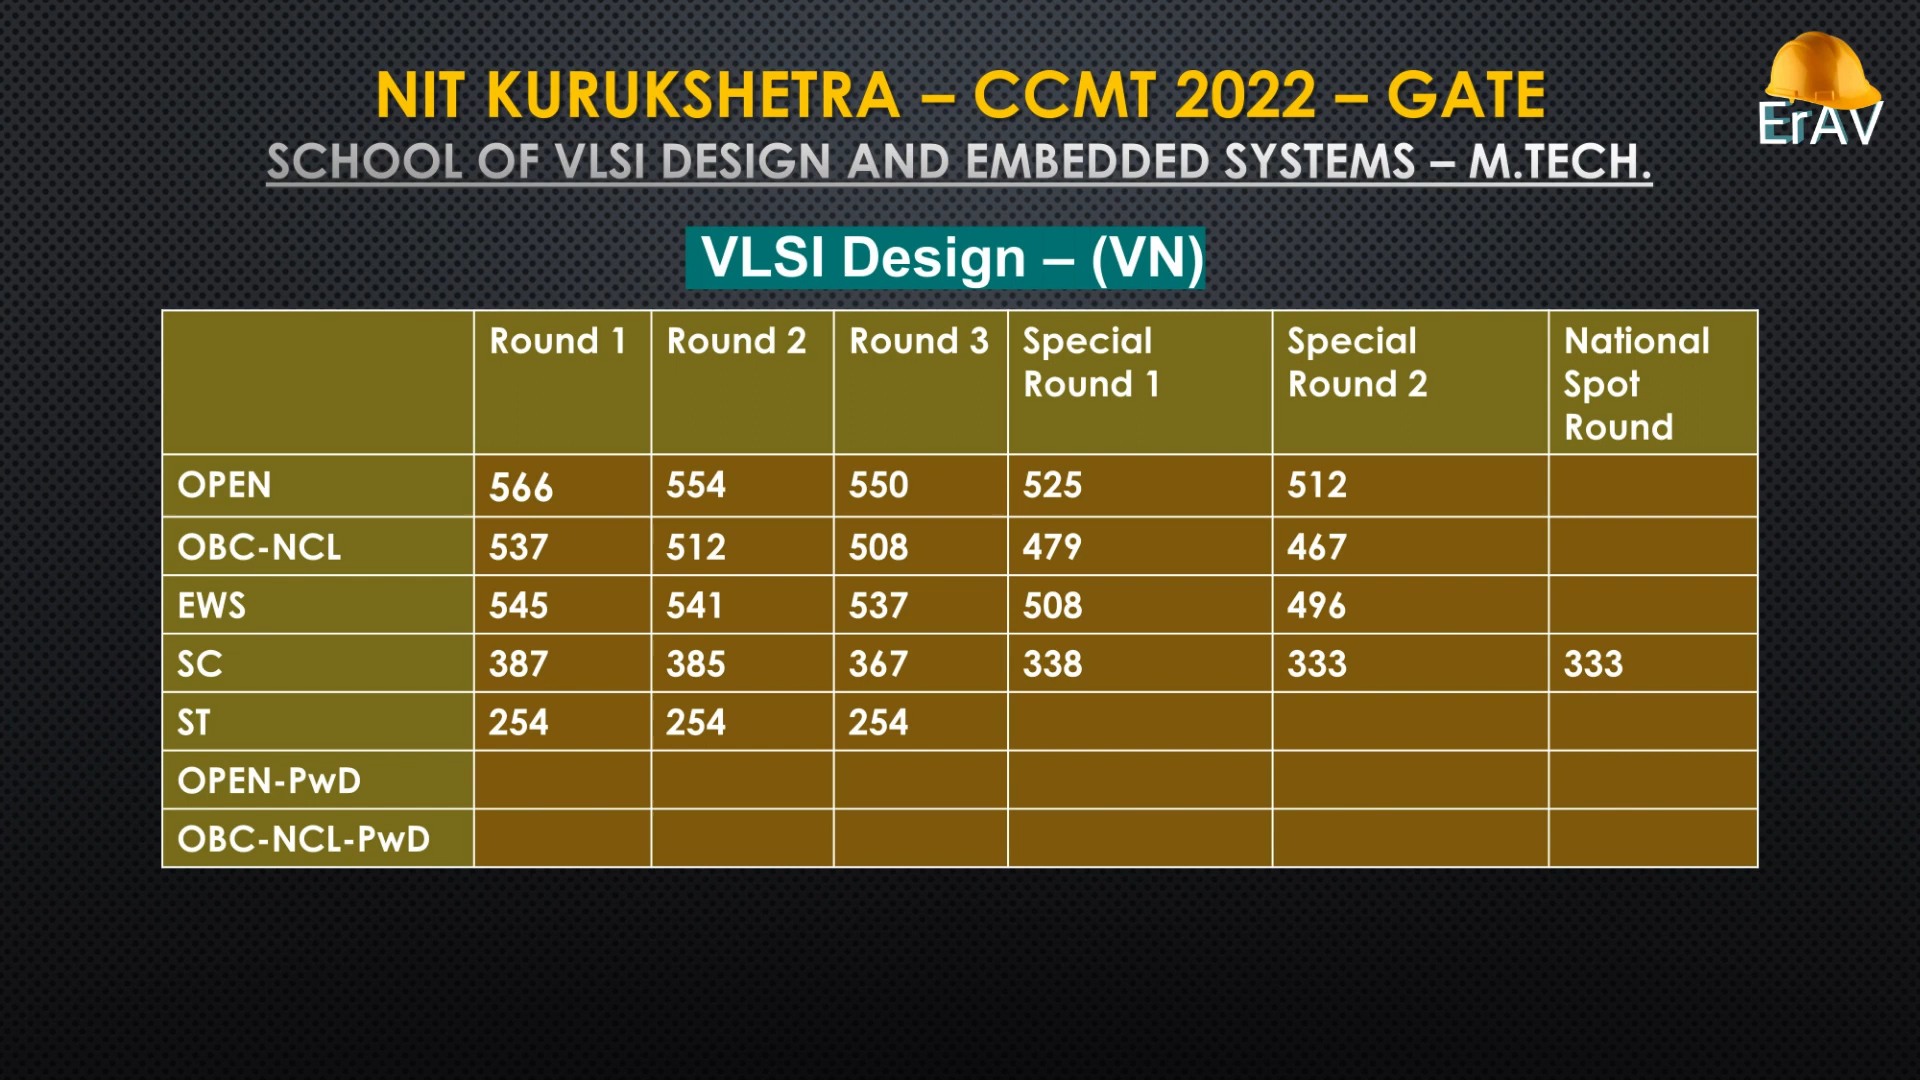 NIT KURUKSHETRA – CCMT 2022 – GATE
SCHOOL OF VLSI DESIGN AND EMBEDDED SYSTEMS – M.TECH.
ErAV
VLSI Design – (VN)
Round 1 Round 2 Round 3 Special Round 1 Special Round 2 National Spot Round
OPEN 566 554 550 525 512
OBC-NCL 537 512 508 479 467
EWS 545 541 537 508 496
SC 387 385 367 338 333 333
ST 254 254 254
OPEN-PwD
OBC-NCL-PwD